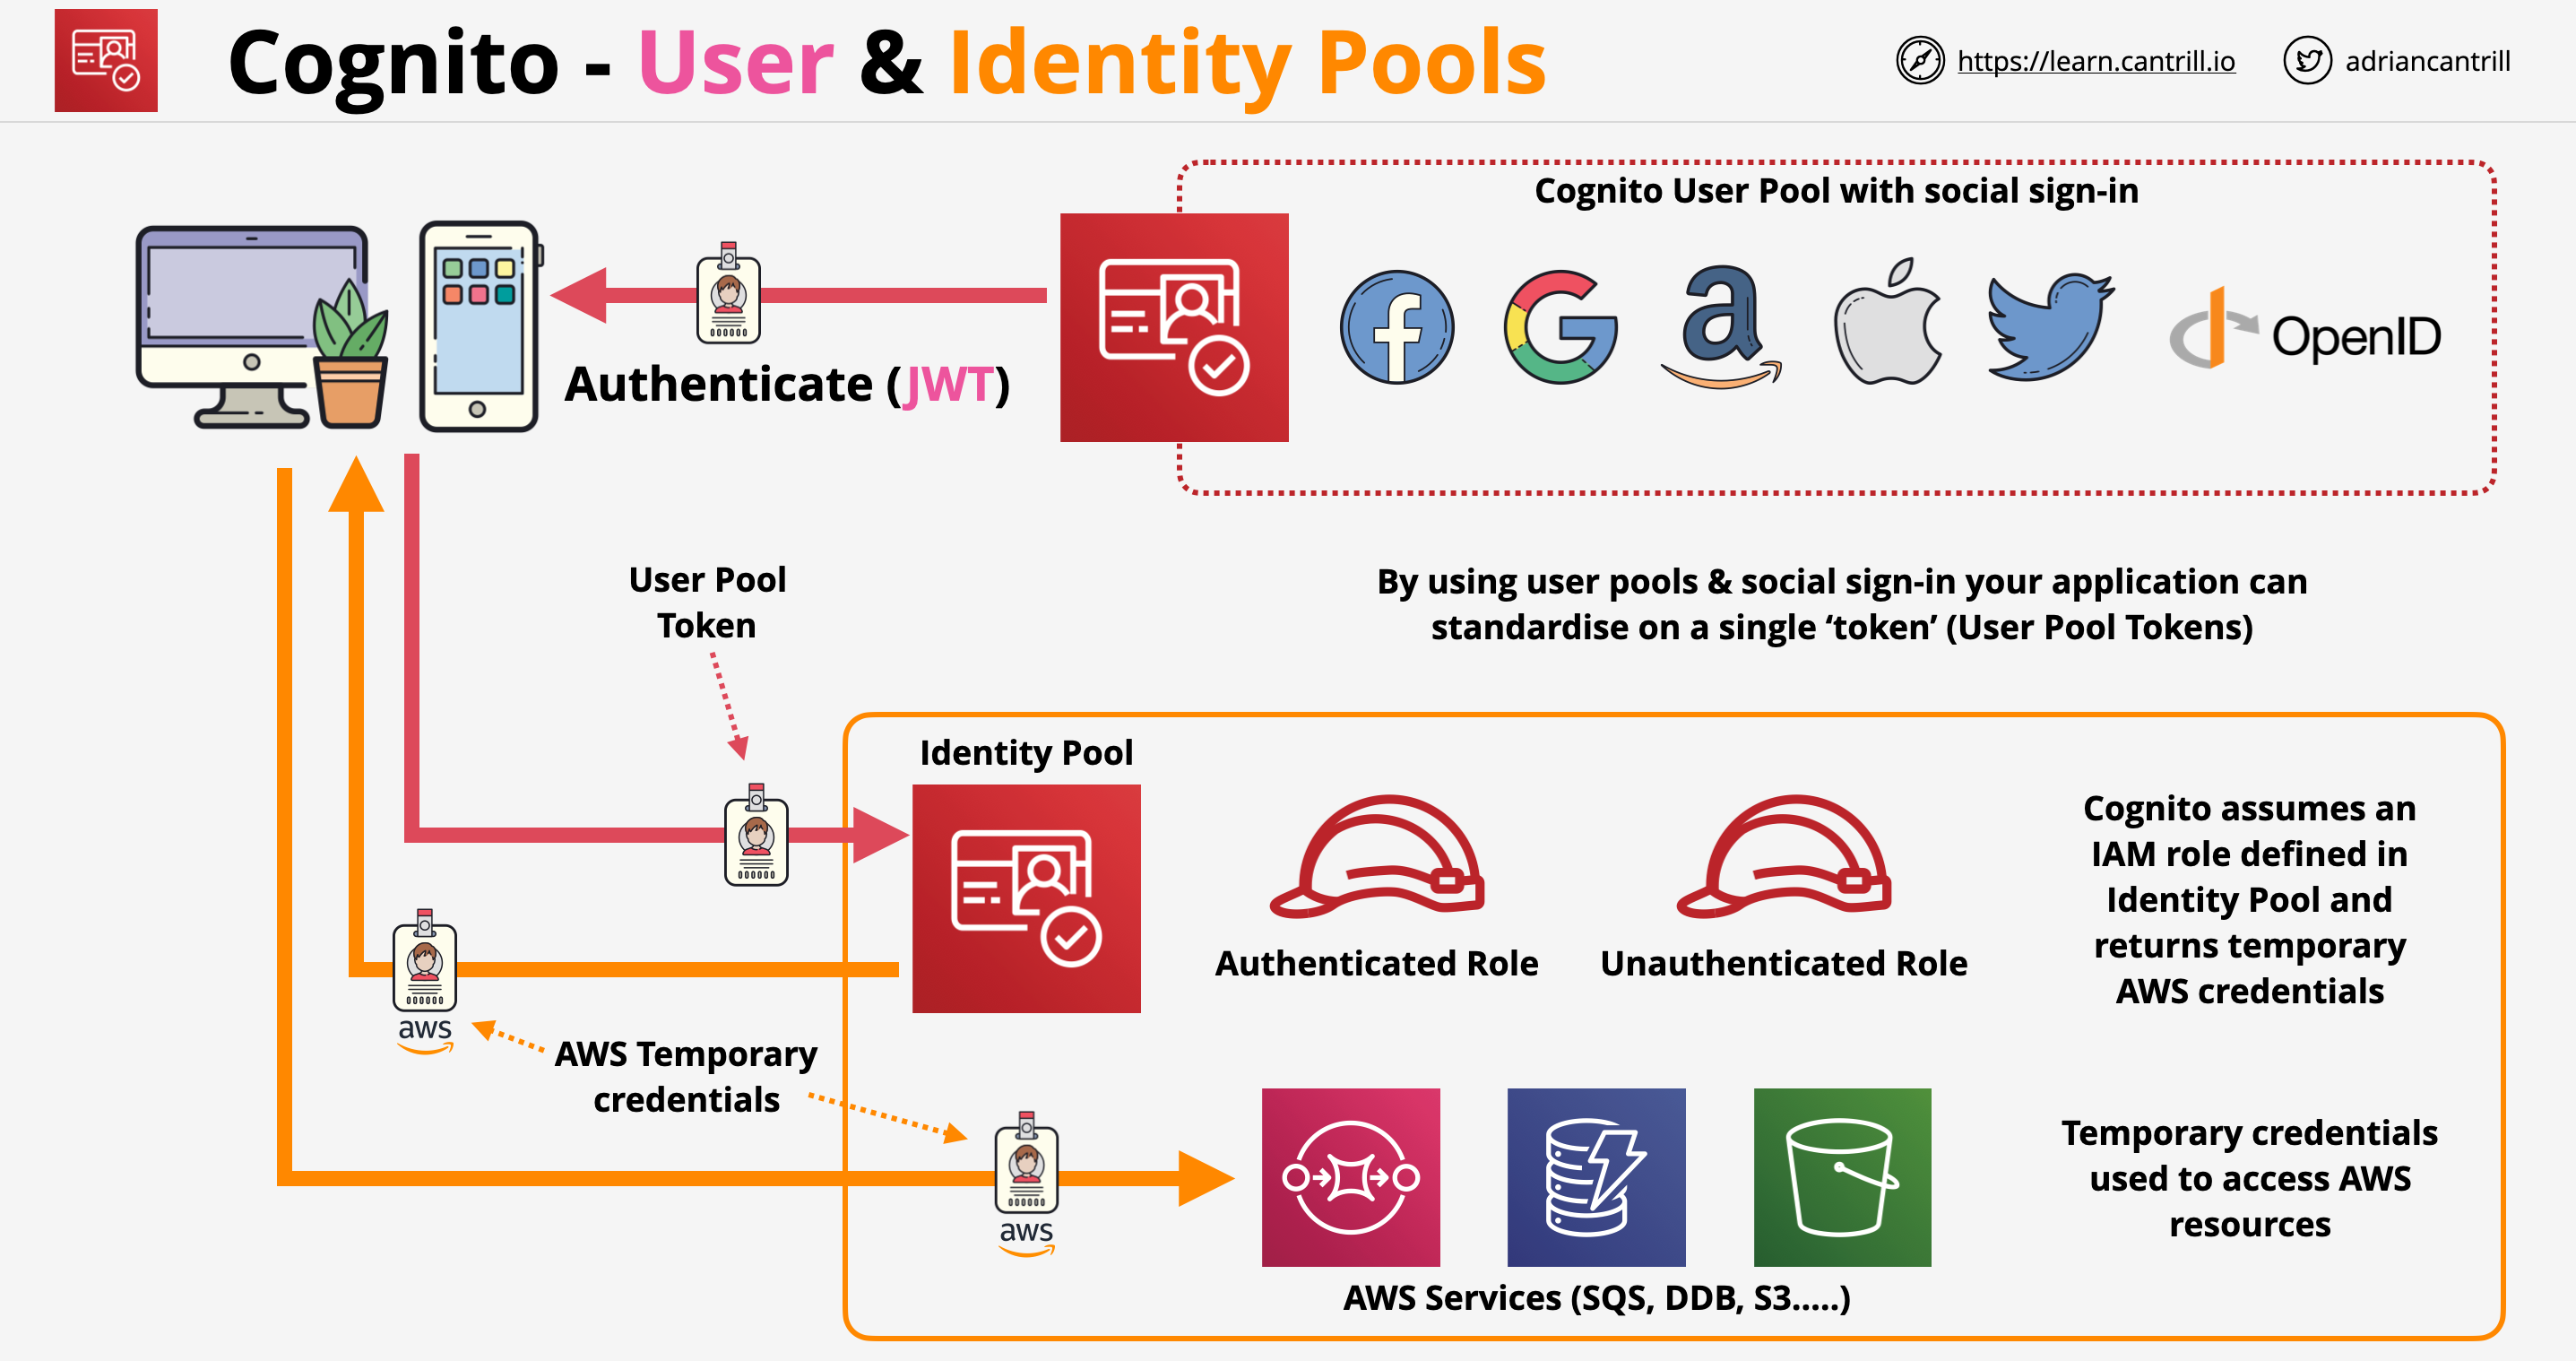 Cognito - User & Identity Pools
https://learn.cantrill.io
adriancantrill
Cognito User Pool with social sign-in
OpenID
Authenticate (JWT)
User Pool
Token
By using user pools & social sign-in your application can
standardise on a single ‘token’ (User Pool Tokens)
Identity Pool
Authenticated Role
Unauthenticated Role
Cognito assumes an
IAM role defined in
Identity Pool and
returns temporary
AWS credentials
aws
AWS Temporary
credentials
aws
AWS Services (SQS, DDB, S3.....)
Temporary credentials
used to access AWS
resources